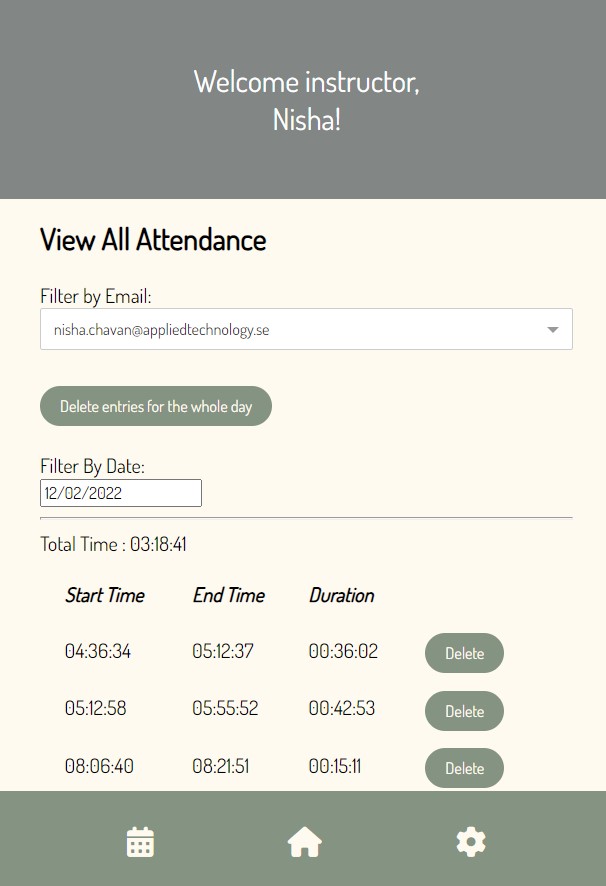 Welcome instructor,
Nisha!
View All Attendance
Filter by Email:
nisha.chavan@appliedtechnology.se
Delete entries for the whole day
Filter By Date:
12/02/2022
Total Time : 03:18:41
Start Time End Time Duration
04:36:34 05:12:37 00:36:02 Delete
05:12:58 05:55:52 00:42:53 Delete
08:06:40 08:21:51 00:15:11 Delete